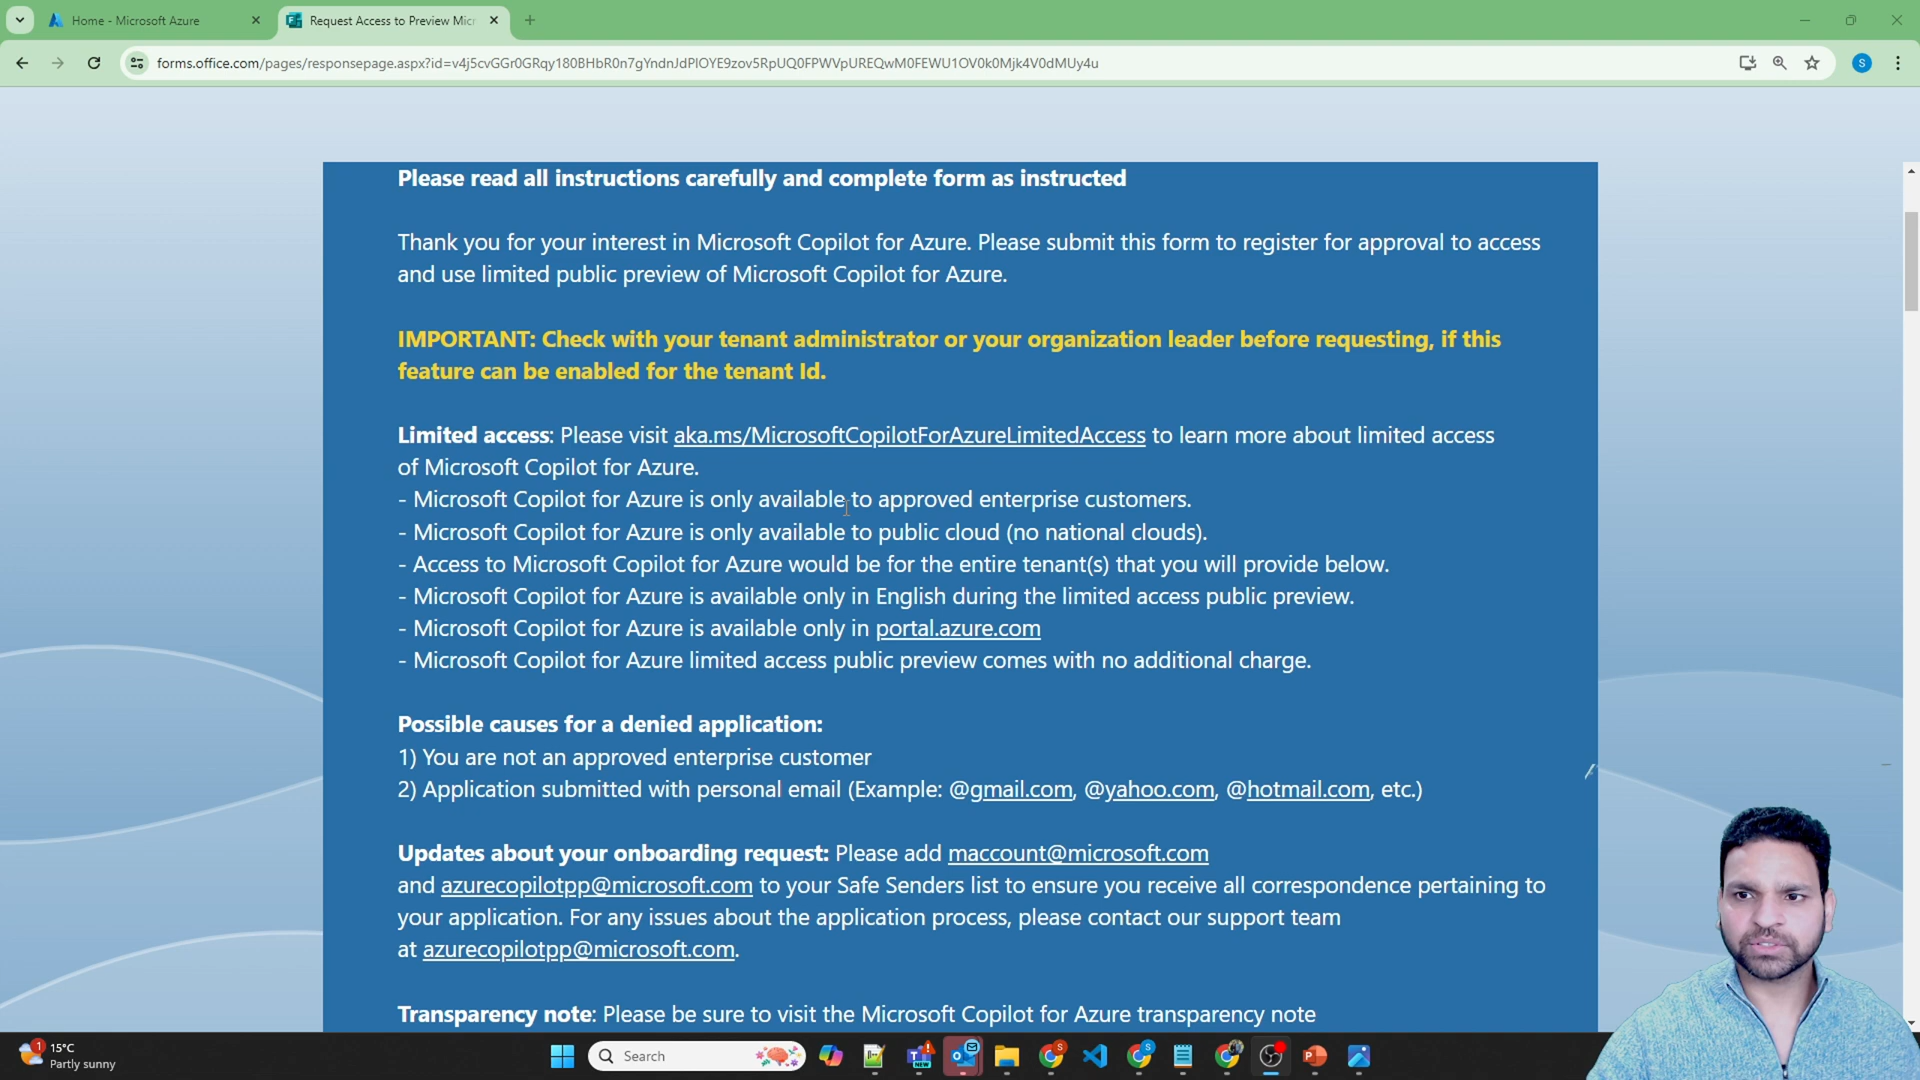 Home - Microsoft Azure
Request Access to Preview Micr
forms.office.com/pages/responsepage.aspx?id=v4j5cvGGr0GRqy180BHbR0n7gYndnJdPlOYE9zov5RpUQ0FPWVpUREQwM0FEWU1OV0k0Mjk4V0dMUy4u
S
Please read all instructions carefully and complete form as instructed
Thank you for your interest in Microsoft Copilot for Azure. Please submit this form to register for approval to access
and use limited public preview of Microsoft Copilot for Azure.
IMPORTANT: Check with your tenant administrator or your organization leader before requesting, if this
feature can be enabled for the tenant Id.
Limited access: Please visit aka.ms/MicrosoftCopilotForAzureLimitedAccess to learn more about limited access
of Microsoft Copilot for Azure.
- Microsoft Copilot for Azure is only available to approved enterprise customers.
- Microsoft Copilot for Azure is only available to public cloud (no national clouds).
- Access to Microsoft Copilot for Azure would be for the entire tenant(s) that you will provide below.
- Microsoft Copilot for Azure is available only in English during the limited access public preview.
- Microsoft Copilot for Azure is available only in portal.azure.com
- Microsoft Copilot for Azure limited access public preview comes with no additional charge.
Possible causes for a denied application:
1) You are not an approved enterprise customer
2) Application submitted with personal email (Example: @gmail.com, @yahoo.com, @hotmail.com, etc.)
Updates about your onboarding request: Please add maccount@microsoft.com
and azurecopilotpp@microsoft.com to your Safe Senders list to ensure you receive all correspondence pertaining to
your application. For any issues about the application process, please contact our support team
at azurecopilotpp@microsoft.com.
Transparency note: Please be sure to visit the Microsoft Copilot for Azure transparency note
1
15°C
Partly sunny
Search
NEW
S
S